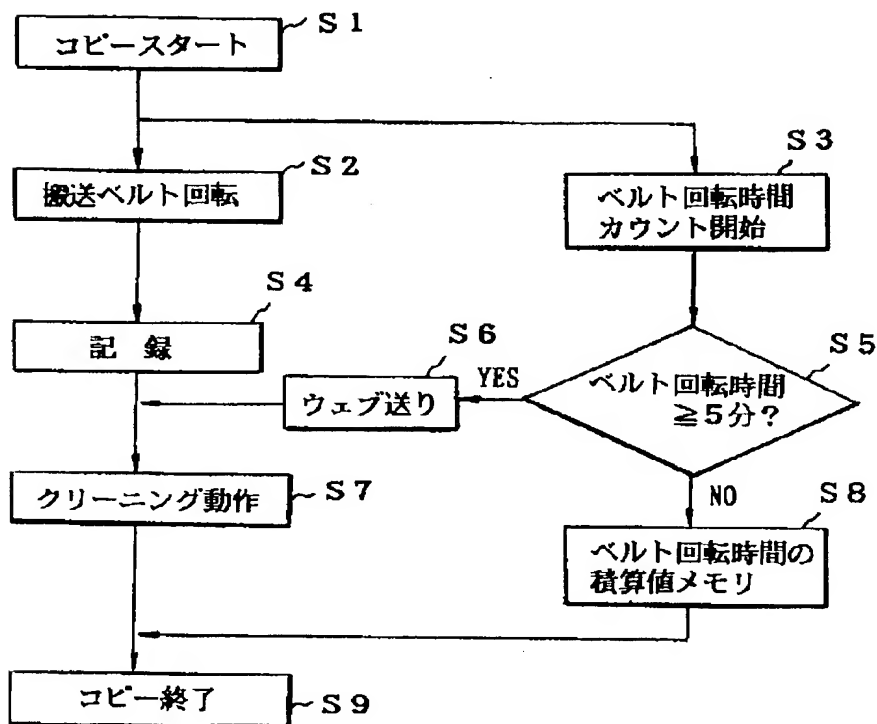 コピースタート
S1
搬送ベルト回転
S2
ベルト回転時間
カウント開始
S3
記 録
S4
ベルト回転時間
≧5分?
S5
YES
ウェブ送り
S6
クリーニング動作
S7
NO
ベルト回転時間の
積算値メモリ
S8
コピー終了
S9